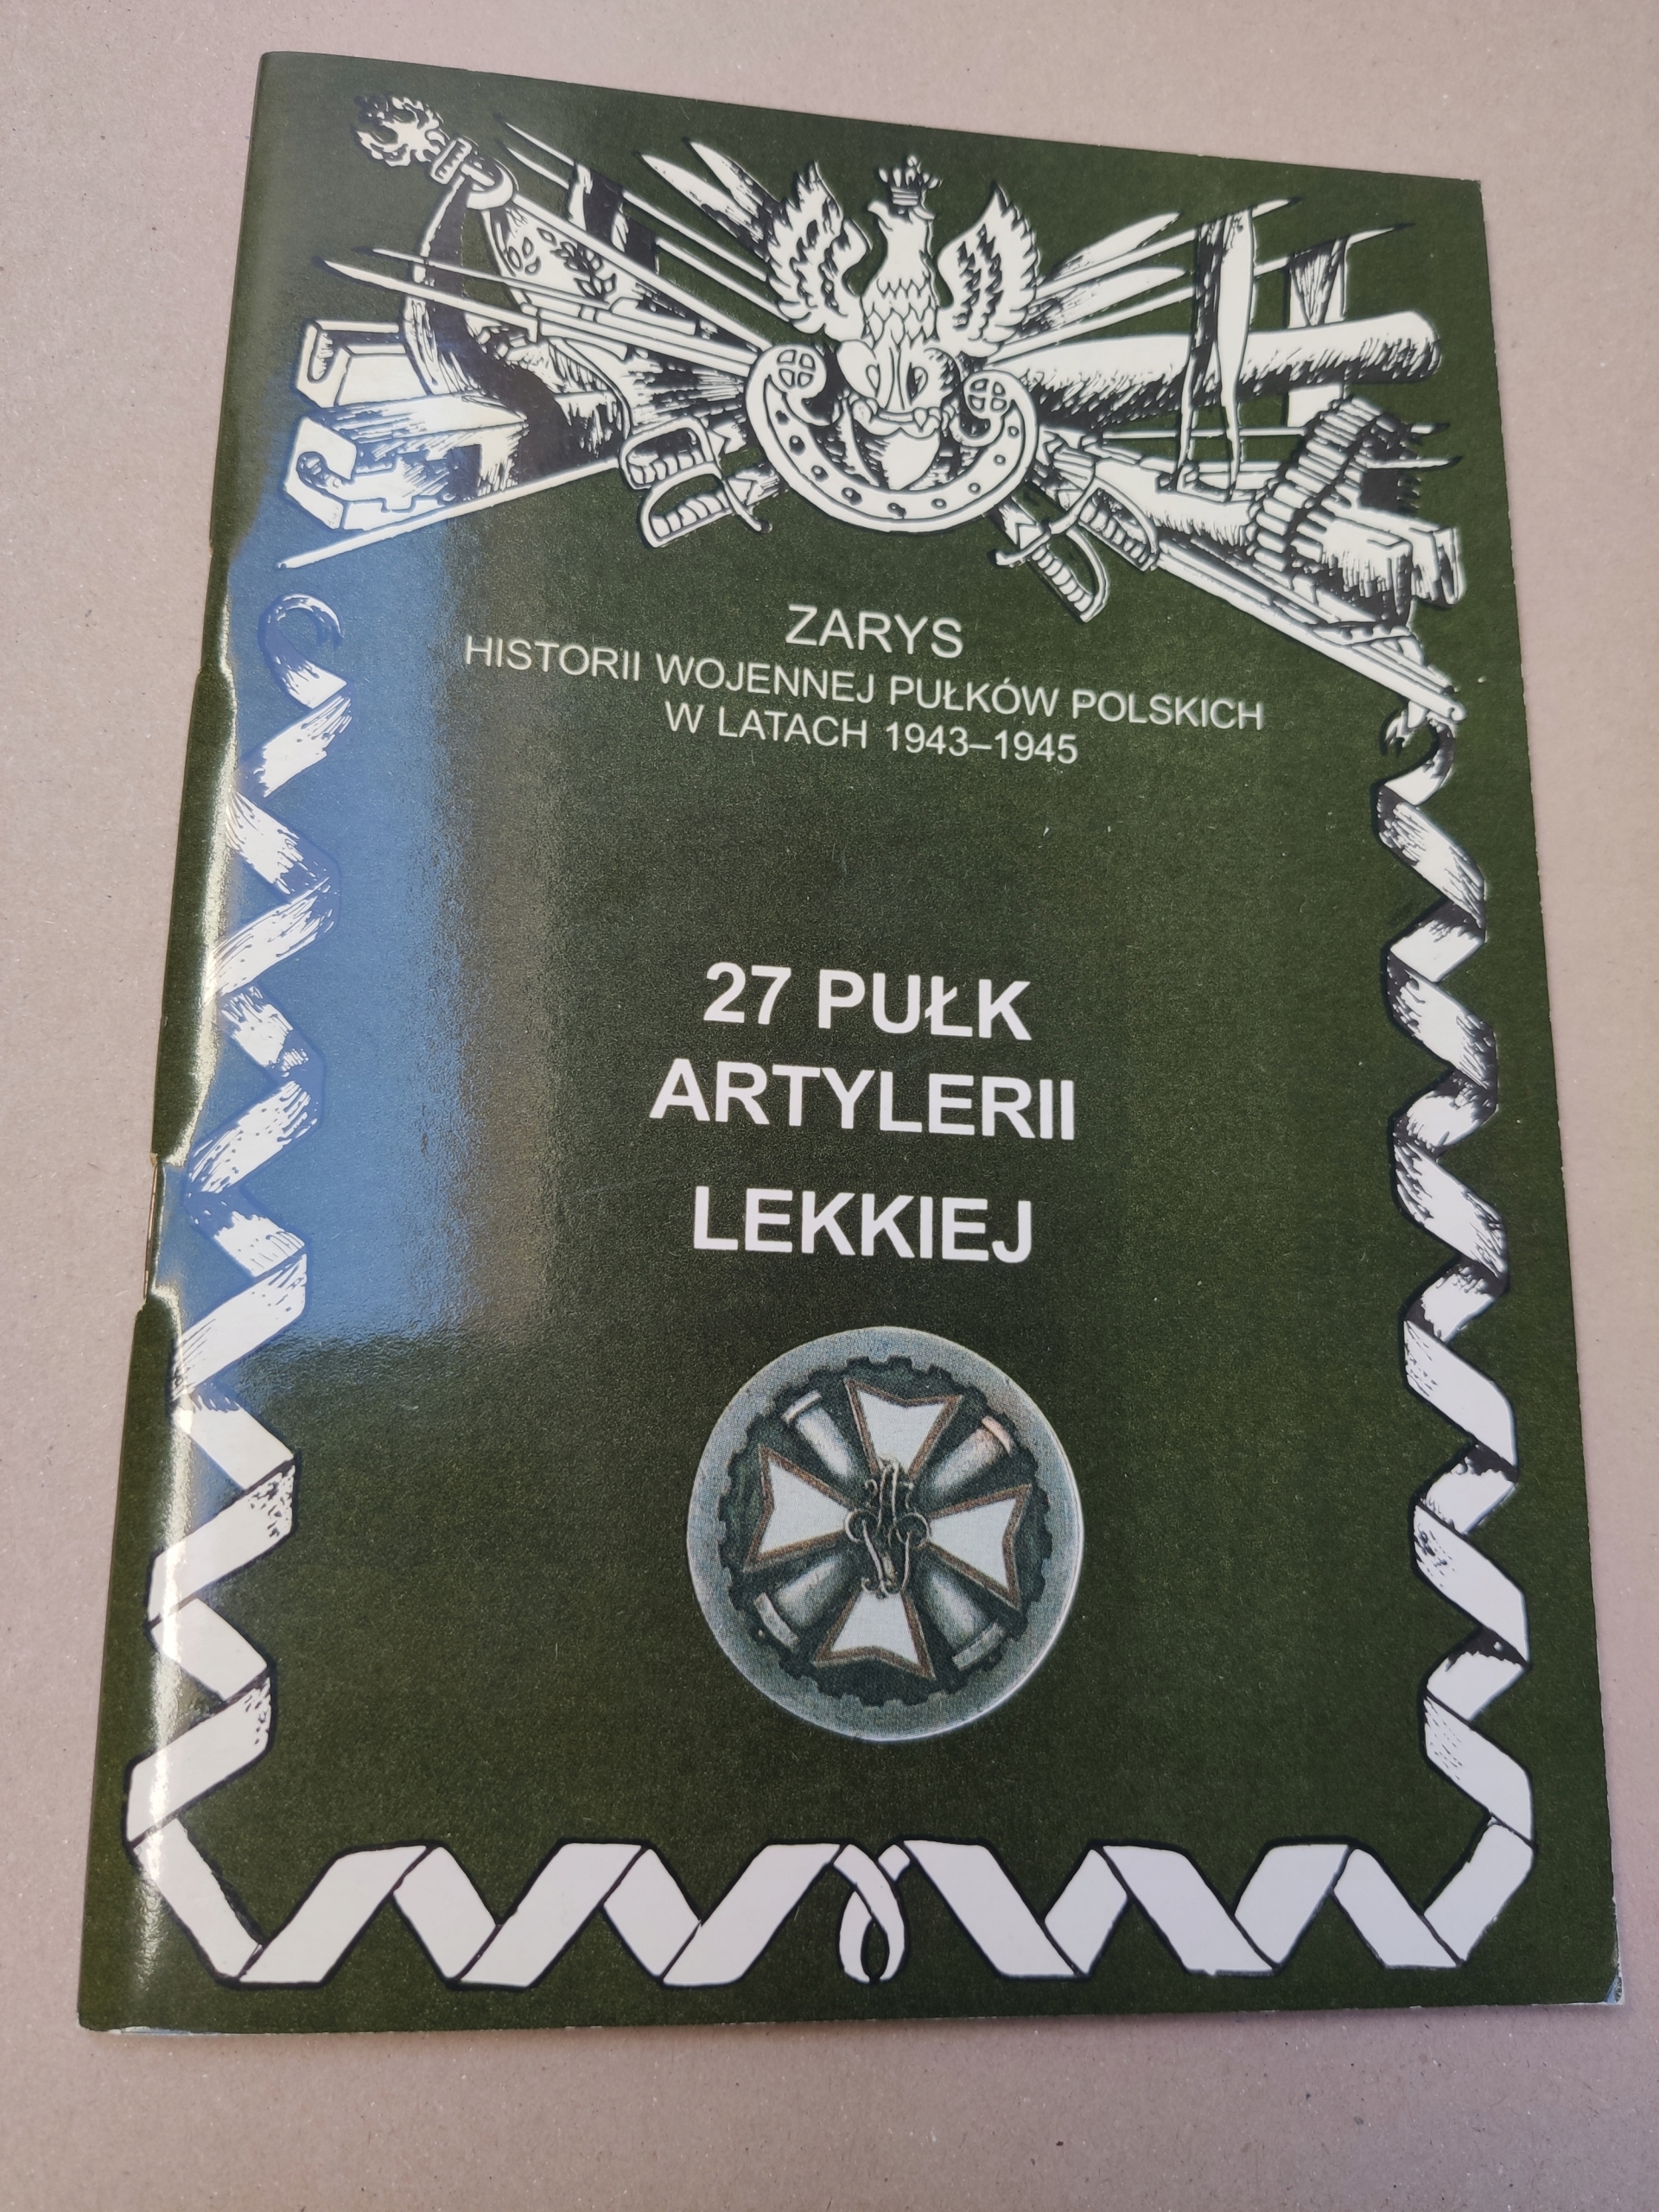 ZARYS
HISTORII WOJENNEJ PUŁKÓW POLSKICH
W LATACH 1943–1945
27 PUŁK
ARTYLERII
LEKKIEJ